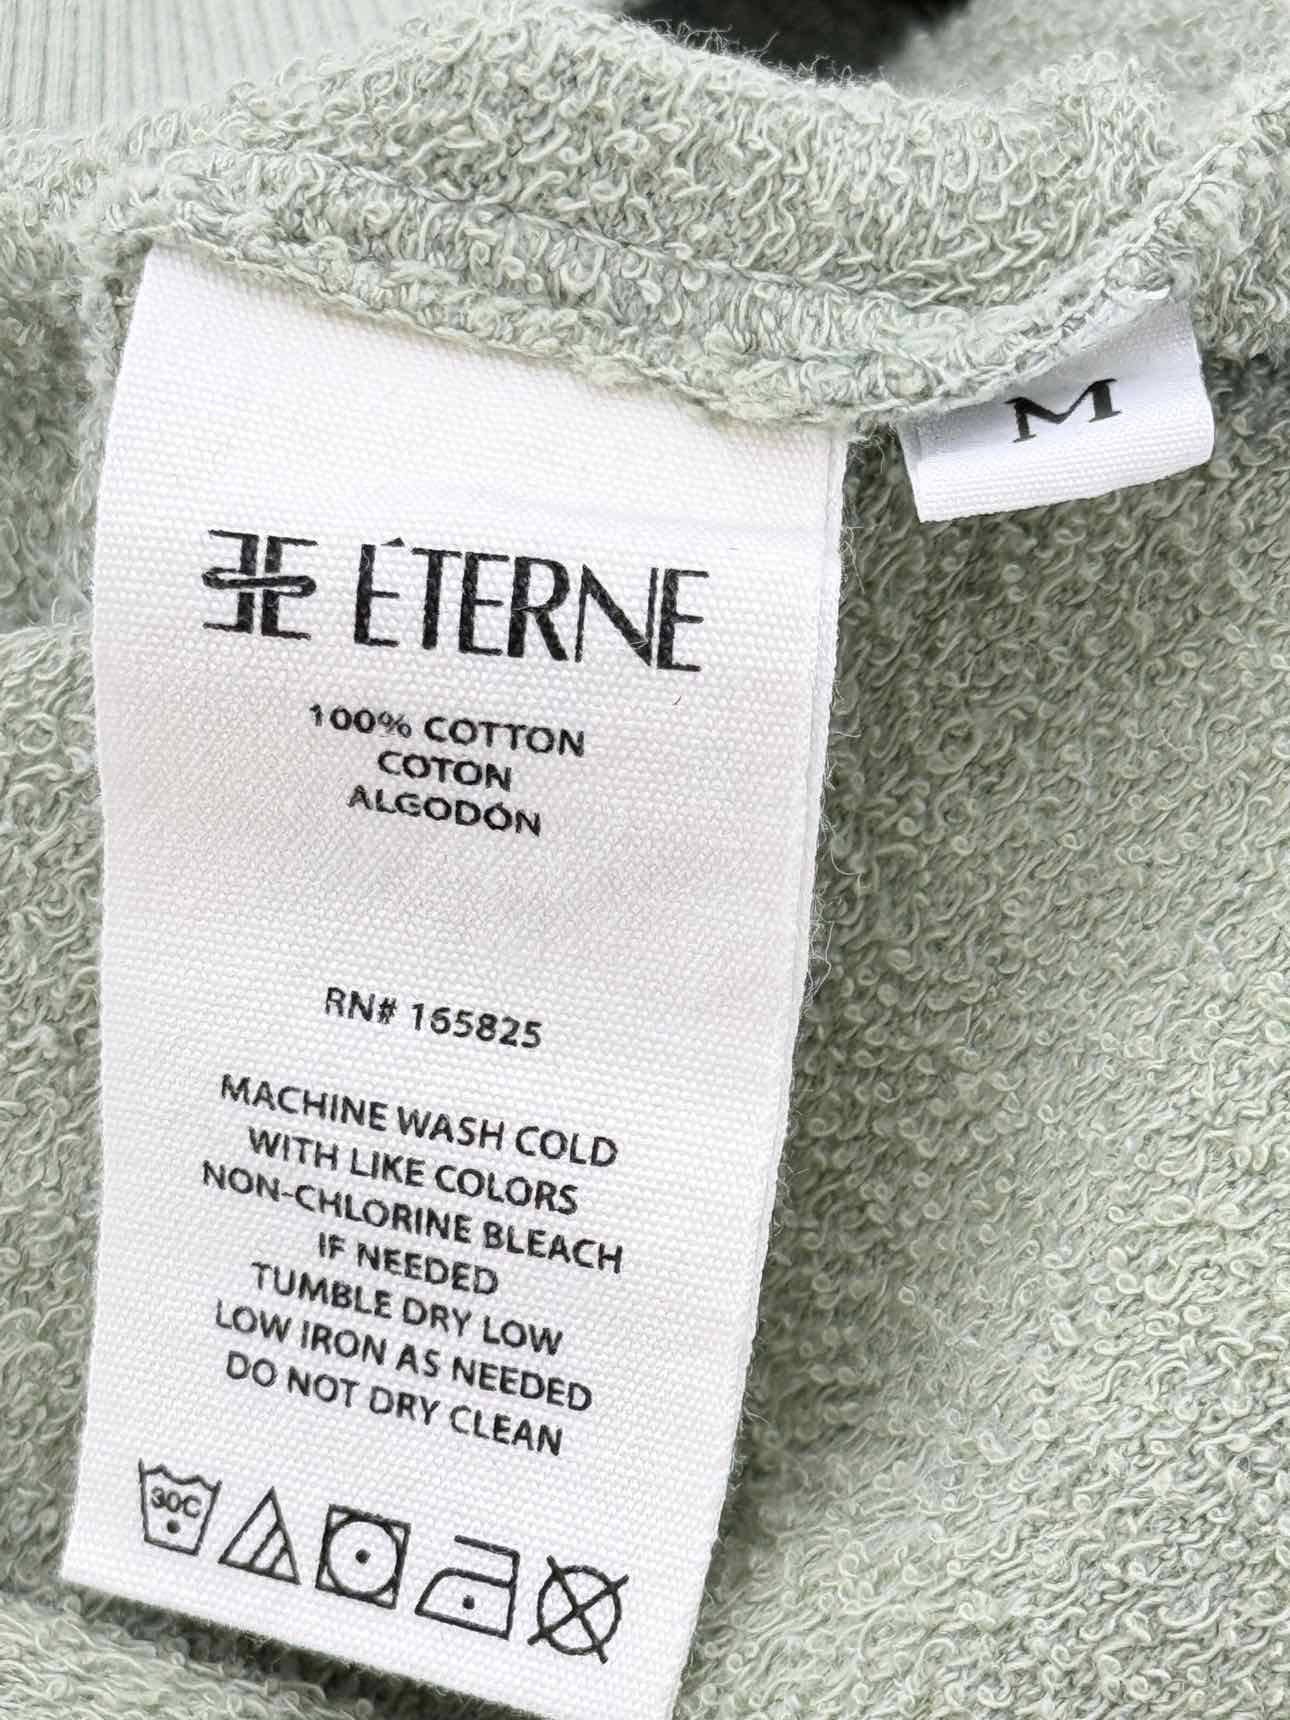 M
ÉTERNE
100% COTTON
COTON
ALGODÓN
RN# 165825
MACHINE WASH COLD
WITH LIKE COLORS
NON-CHLORINE BLEACH
IF NEEDED
TUMBLE DRY LOW
LOW IRON AS NEEDED
DO NOT DRY CLEAN
30C